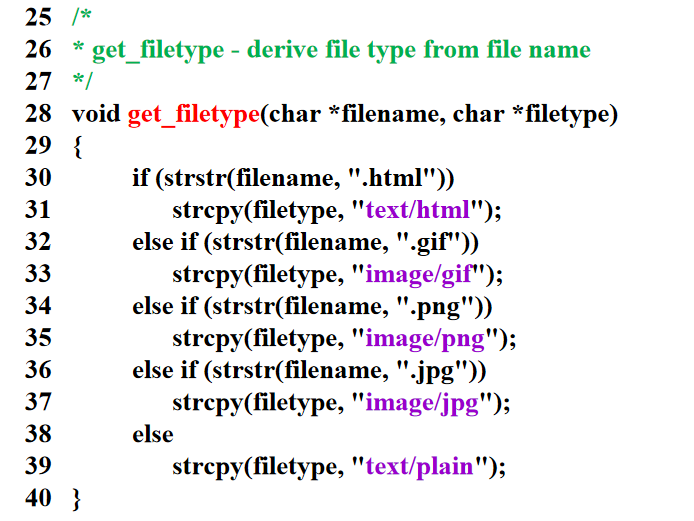 25 /*
26 * get_filetype - derive file type from file name
27 */
28 void get_filetype(char *filename, char *filetype)
29 {
30 if (strstr(filename, ".html"))
31 strcpy(filetype, "text/html");
32 else if (strstr(filename, ".gif"))
33 strcpy(filetype, "image/gif");
34 else if (strstr(filename, ".png"))
35 strcpy(filetype, "image/png");
36 else if (strstr(filename, ".jpg"))
37 strcpy(filetype, "image/jpg");
38 else
39 strcpy(filetype, "text/plain");
40 }